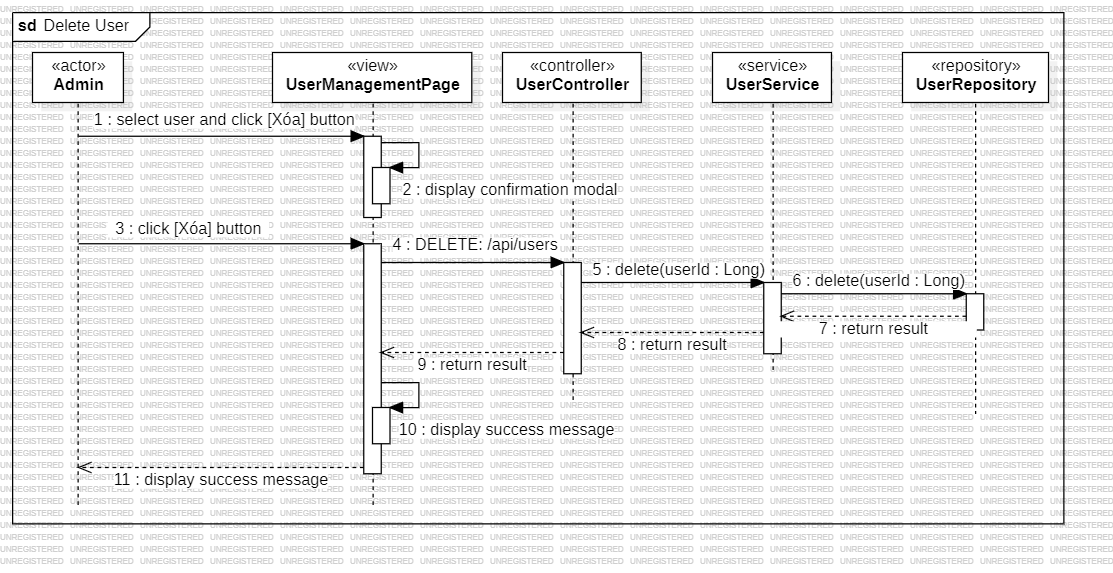 sd Delete User
«actor»
Admin
«view»
UserManagementPage
«controller»
UserController
«service»
UserService
«repository»
UserRepository
1 : select user and click [Xóa] button
2 : display confirmation modal
3 : click [Xóa] button
4 : DELETE: /api/users
5 : delete(userId : Long)
6 : delete(userId : Long)
7 : return result
8 : return result
9 : return result
10 : display success message
11 : display success message
UNREGISTERED